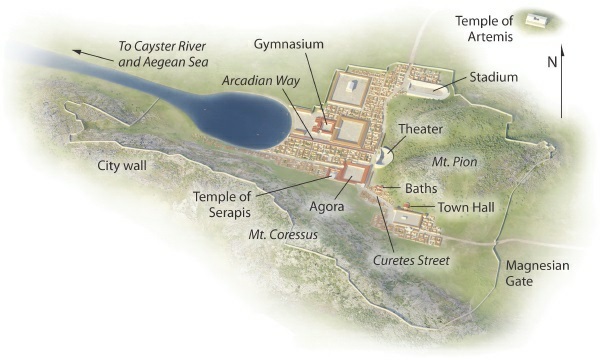 Temple of
Artemis
To Cayster River
and Aegean Sea
Gymnasium
N
Arcadian Way
Stadium
Theater
Mt. Pion
City wall
Temple of
Serapis
Agora
Baths
Town Hall
Mt. Coressus
Curetes Street
Magnesian
Gate